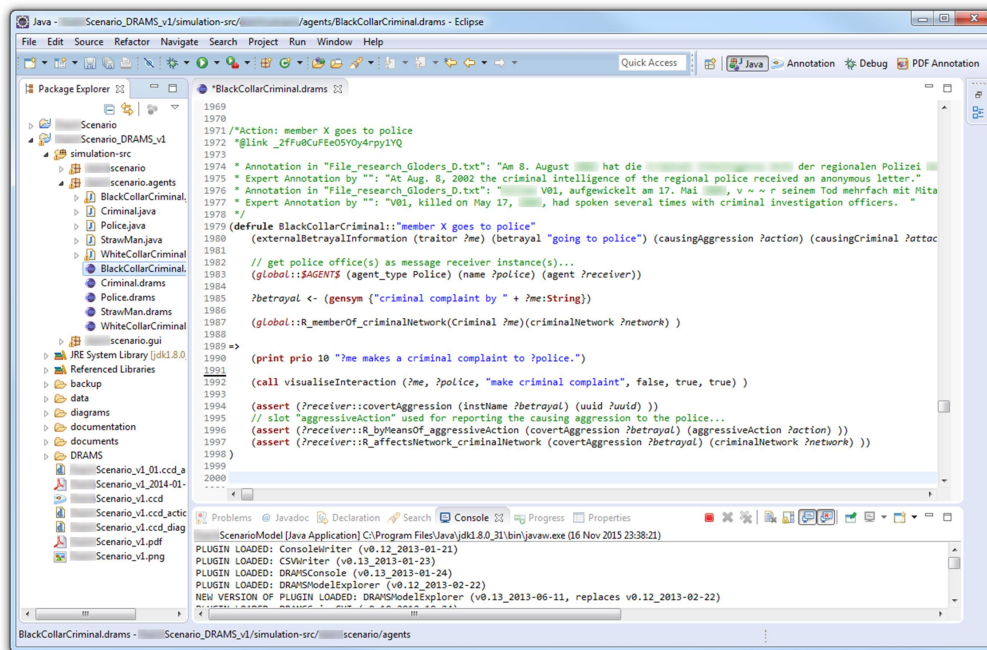 Java - Scenario_DRAMS_v1/simulation-src/ /agents/BlackCollarCriminal.drams - Eclipse
File Edit Source Refactor Navigate Search Project Run Window Help
Quick Access Java Annotation Debug PDF Annotation
Package Explorer
Scenario
Scenario_DRAMS_v1
simulation-src
scenario
scenario.agents
BlackCollarCriminal.
Criminal.java
Police.java
StrawMan.java
WhiteCollarCriminal
BlackCollarCriminal.
Criminal.drams
Police.drams
StrawMan.drams
WhiteCollarCriminal
scenario.gui
JRE System Library [jdk1.8.0
Referenced Libraries
backup
data
diagrams
documentation
documents
DRAMS
Scenario_v1_01.ccd_a
Scenario_v1_2014-01-
Scenario_v1.ccd
Scenario_v1.ccd_actic
Scenario_v1.ccd_diag
Scenario_v1.pdf
Scenario_v1.png
*BlackCollarCriminal.drams
1969
1970
1971 /*Action: member X goes to police
1972 *@link _2fFu0CuFEeO5YOy4rpy1YQ
1973
1974 * Annotation in "File_research_Gloders_D.txt": "Am 8. August hat die der regionalen Polizei
1975 * Expert Annotation by "": "At Aug. 8, 2002 the criminal intelligence of the regional police received an anonymous letter."
1976 * Annotation in "File_research_Gloders_D.txt": " V01, aufgewickelt am 17. Mai , v ~ ~ r seinem Tod mehrfach mit Mita
1977 * Expert Annotation by "": "V01, killed on May 17, , had spoken several times with criminal investigation officers. "
1978 */
1979 (defrule BlackCollarCriminal::"member X goes to police"
1980 (externalBetrayalInformation (traitor ?me) (betrayal "going to police") (causingAggression ?action) (causingCriminal ?attac
1981
1982 // get police office(s) as message receiver instance(s)...
1983 (global::$AGENT$ (agent_type Police) (name ?police) (agent ?receiver))
1984
1985 ?betrayal <- (gensym {"criminal complaint by " + ?me:String})
1986
1987 (global::R_memberOf_criminalNetwork(Criminal ?me)(criminalNetwork ?network) )
1988
1989 =>
1990 (print prio 10 "?me makes a criminal complaint to ?police.")
1991
1992 (call visualiseInteraction (?me, ?police, "make criminal complaint", false, true, true) )
1993
1994 (assert (?receiver::covertAggression (instName ?betrayal) (uuid ?uuid) ))
1995 // slot "aggressiveAction" used for reporting the causing aggression to the police...
1996 (assert (?receiver::R_byMeansOf_aggressiveAction (covertAggression ?betrayal) (aggressiveAction ?action) ))
1997 (assert (?receiver::R_affectsNetwork_criminalNetwork (covertAggression ?betrayal) (criminalNetwork ?network) ))
1998 )
1999
2000
Problems Javadoc Declaration Search Console Progress Properties
ScenarioModel [Java Application] C:\Program Files\Java\jdk1.8.0_31\bin\javaw.exe (16 Nov 2015 23:38:21)
PLUGIN LOADED: ConsoleWriter (v0.12_2013-01-21)
PLUGIN LOADED: CSVWriter (v0.13_2013-01-23)
PLUGIN LOADED: DRAMSConsole (v0.13_2013-01-24)
PLUGIN LOADED: DRAMSModelExplorer (v0.12_2013-02-22)
NEW VERSION OF PLUGIN LOADED: DRAMSModelExplorer (v0.13_2013-06-11, replaces v0.12_2013-02-22)
BlackCollarCriminal.drams - Scenario_DRAMS_v1/simulation-src/ scenario/agents